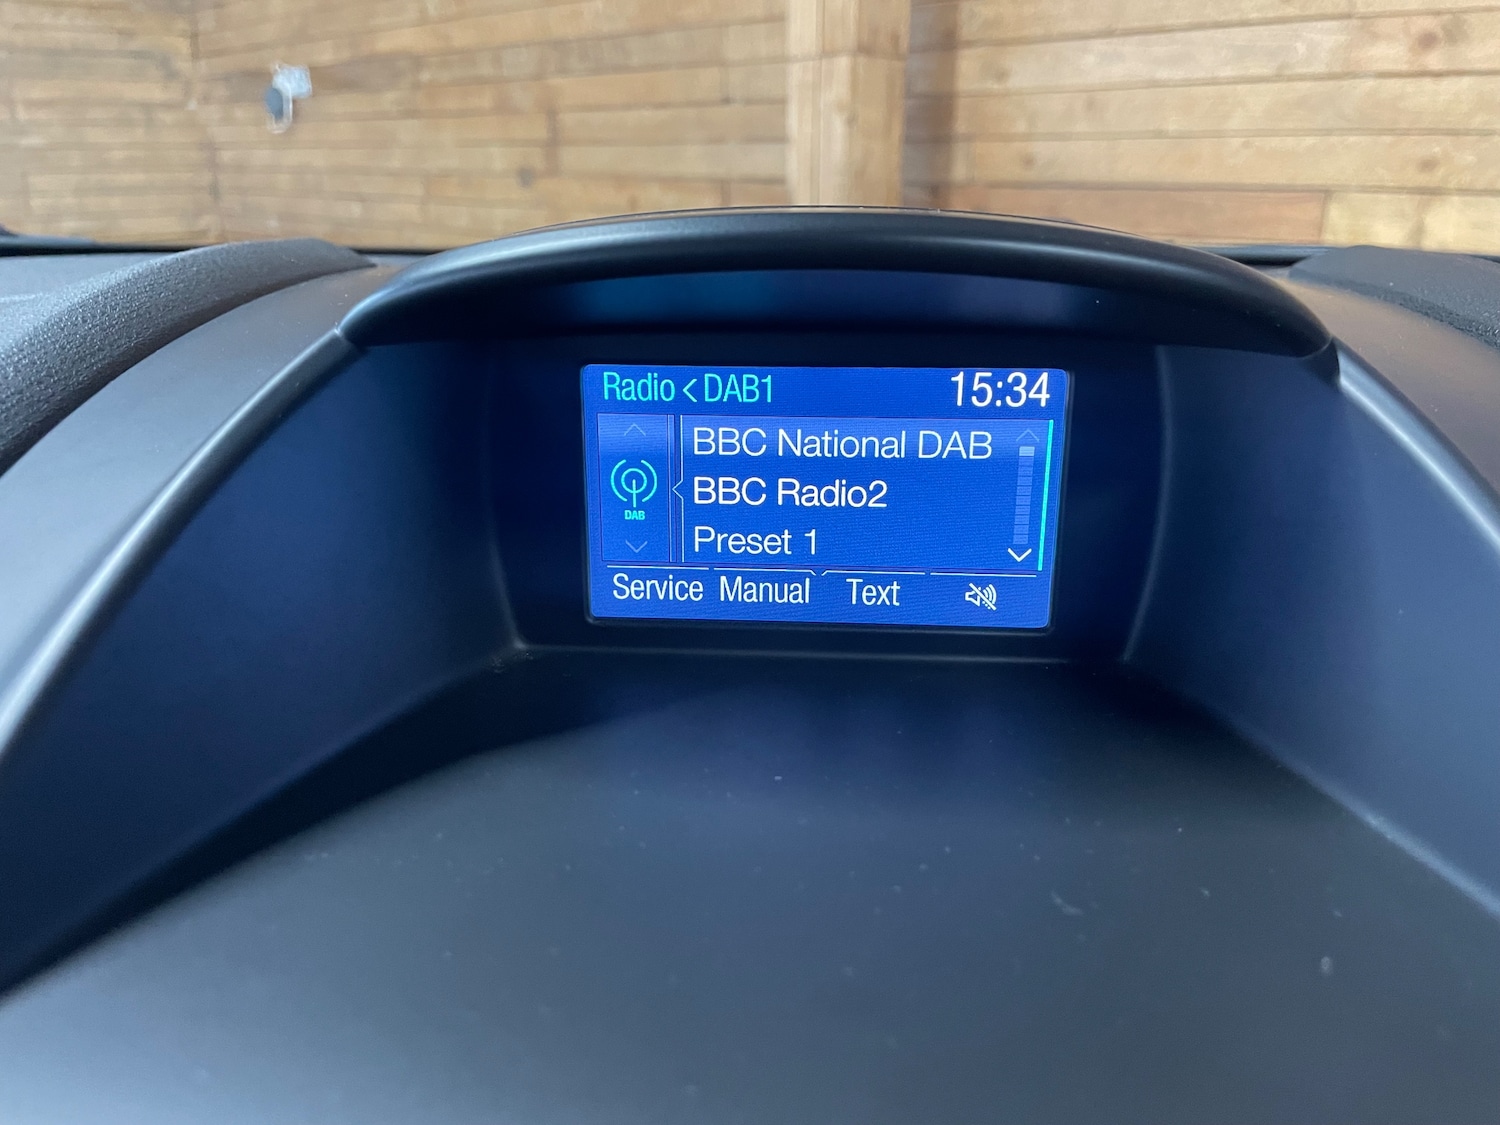 Radio < DAB1 15:34
BBC National DAB
BBC Radio2
DAB
Preset 1
Service Manual Text